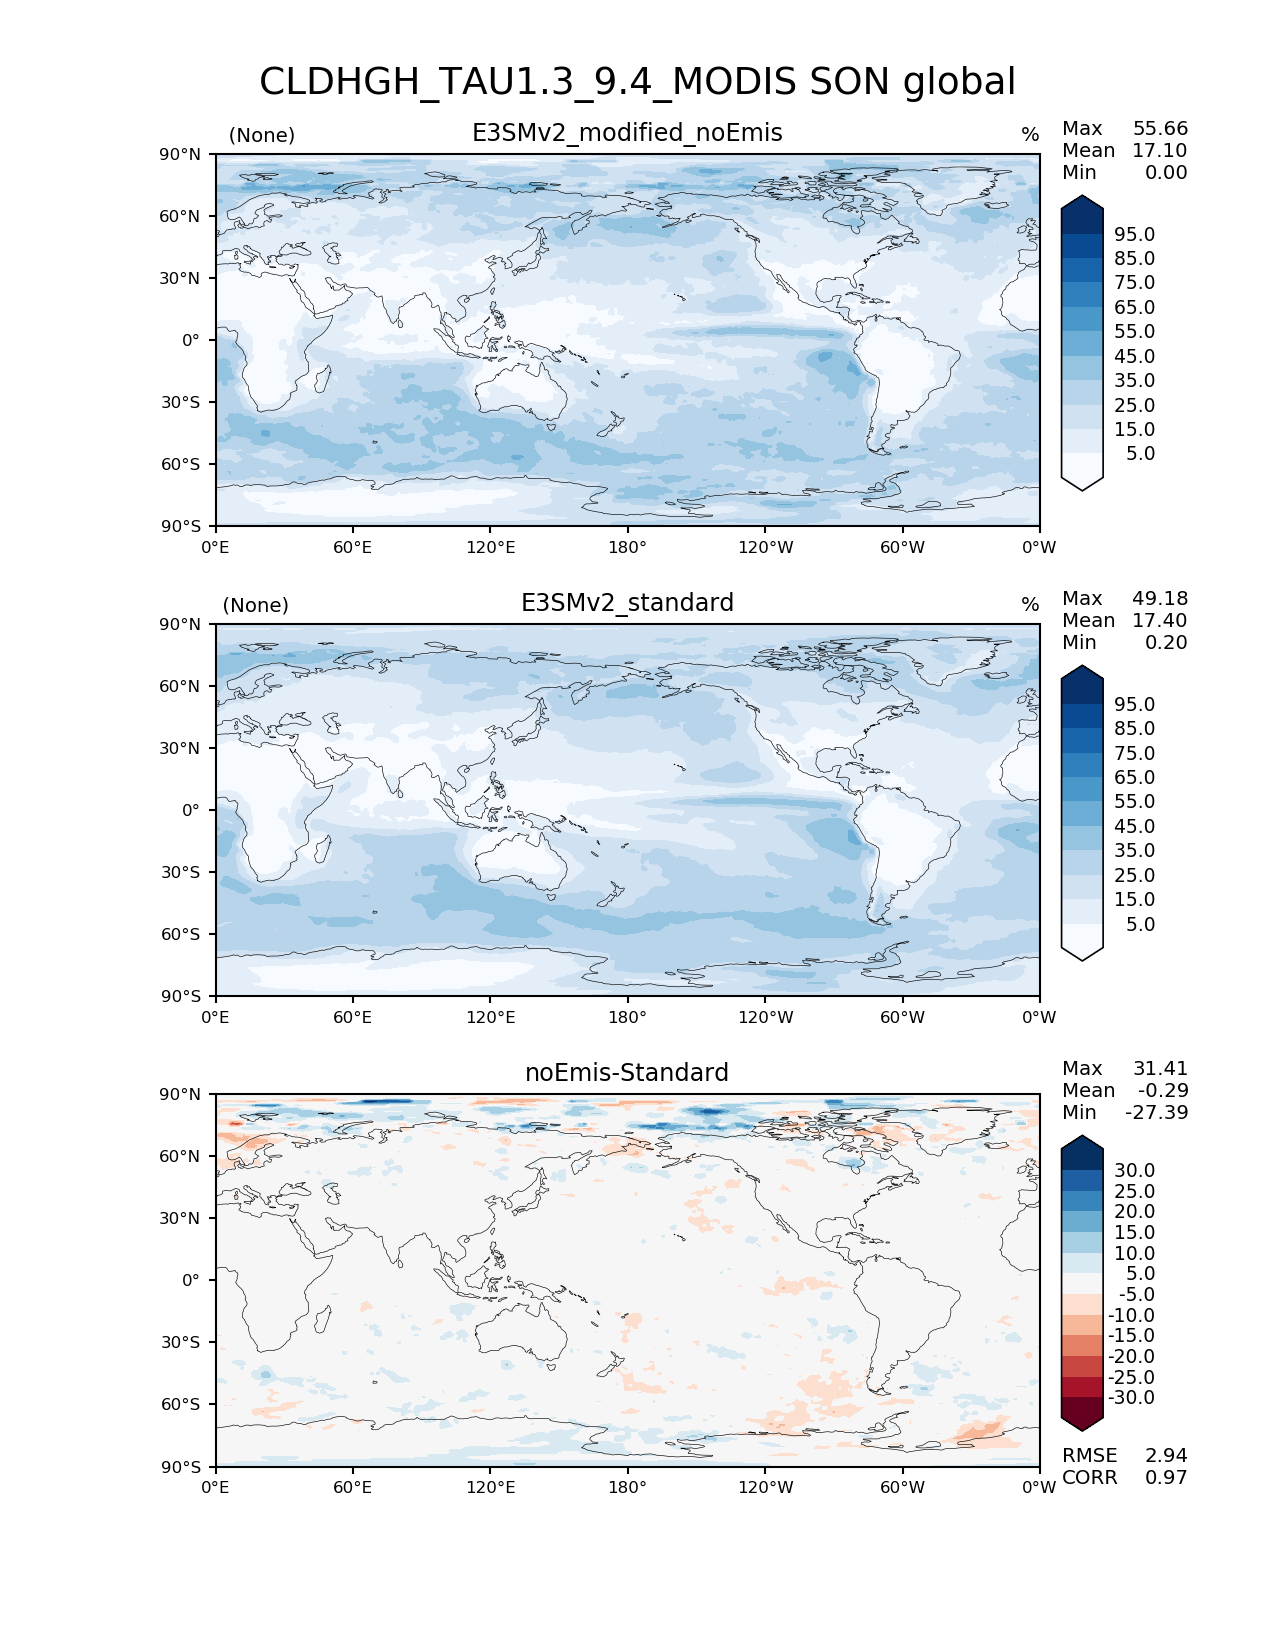 CLDHGH_TAU1.3_9.4_MODIS SON global
(None) E3SMv2_modified_noEmis %
Max 55.66
Mean 17.10
Min 0.00
90°N
60°N
30°N
0°
30°S
60°S
90°S
0°E 60°E 120°E 180° 120°W 60°W 0°W
95.0
85.0
75.0
65.0
55.0
45.0
35.0
25.0
15.0
5.0
(None) E3SMv2_standard %
Max 49.18
Mean 17.40
Min 0.20
90°N
60°N
30°N
0°
30°S
60°S
90°S
0°E 60°E 120°E 180° 120°W 60°W 0°W
95.0
85.0
75.0
65.0
55.0
45.0
35.0
25.0
15.0
5.0
noEmis-Standard
Max 31.41
Mean -0.29
Min -27.39
90°N
60°N
30°N
0°
30°S
60°S
90°S
0°E 60°E 120°E 180° 120°W 60°W 0°W
30.0
25.0
20.0
15.0
10.0
5.0
-5.0
-10.0
-15.0
-20.0
-25.0
-30.0
RMSE 2.94
CORR 0.97